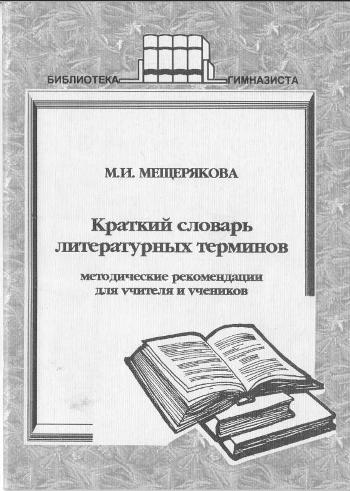 БИБЛИОТЕКА ГИМНАЗИСТА
М.И. МЕЩЕРЯКОВА
Краткий словарь
литературных терминов
методические рекомендации
для учителя и учеников